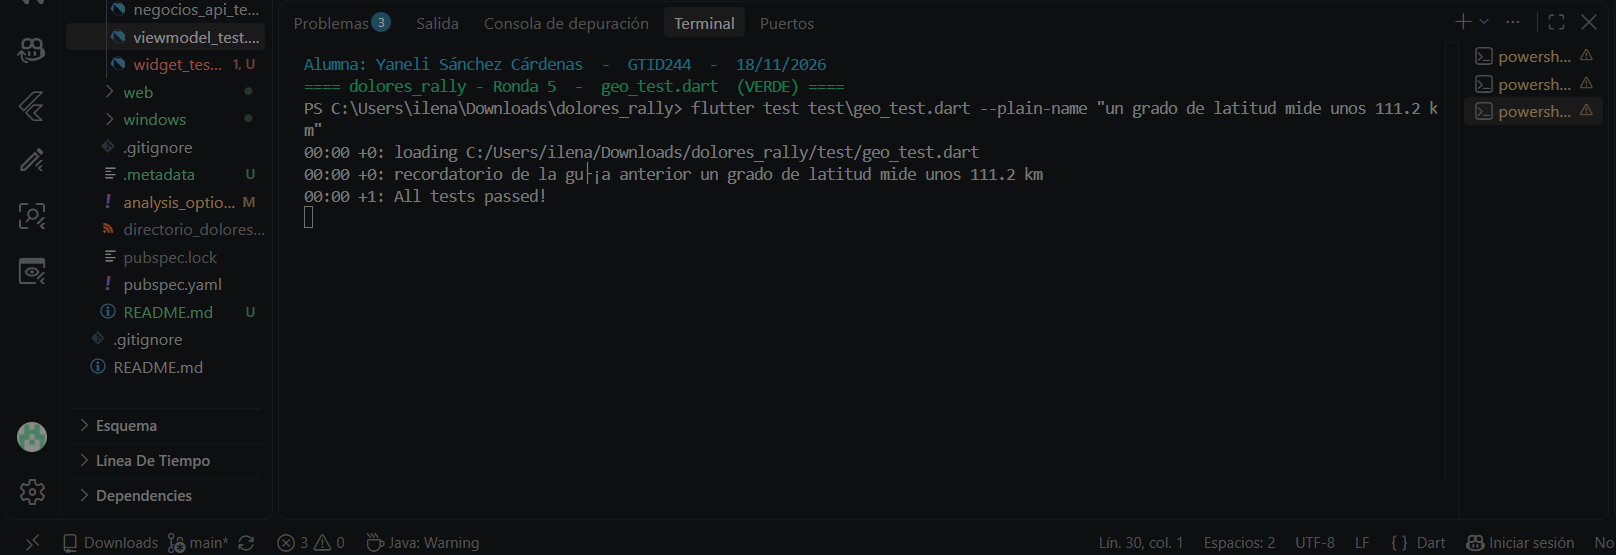 negocios_api_te...
viewmodel_test....
widget_tes... 1, U
web
windows
.gitignore
.metadata U
analysis_optio... M
directorio_dolores...
pubspec.lock
pubspec.yaml
README.md U
.gitignore
README.md
Esquema
Línea De Tiempo
Dependencies
Problemas 3 Salida Consola de depuración Terminal Puertos
Alumna: Yaneli Sánchez Cárdenas - GTID244 - 18/11/2026
==== dolores_rally - Ronda 5 - geo_test.dart (VERDE) ====
PS C:\Users\ilena\Downloads\dolores_rally> flutter test test\geo_test.dart --plain-name "un grado de latitud mide unos 111.2 k
m"
00:00 +0: loading C:/Users/ilena/Downloads/dolores_rally/test/geo_test.dart
00:00 +0: recordatorio de la gu├¡a anterior un grado de latitud mide unos 111.2 km
00:00 +1: All tests passed!
powersh...
powersh...
powersh...
Downloads main* 3 0 Java: Warning Lín. 30, col. 1 Espacios: 2 UTF-8 LF { } Dart Iniciar sesión No